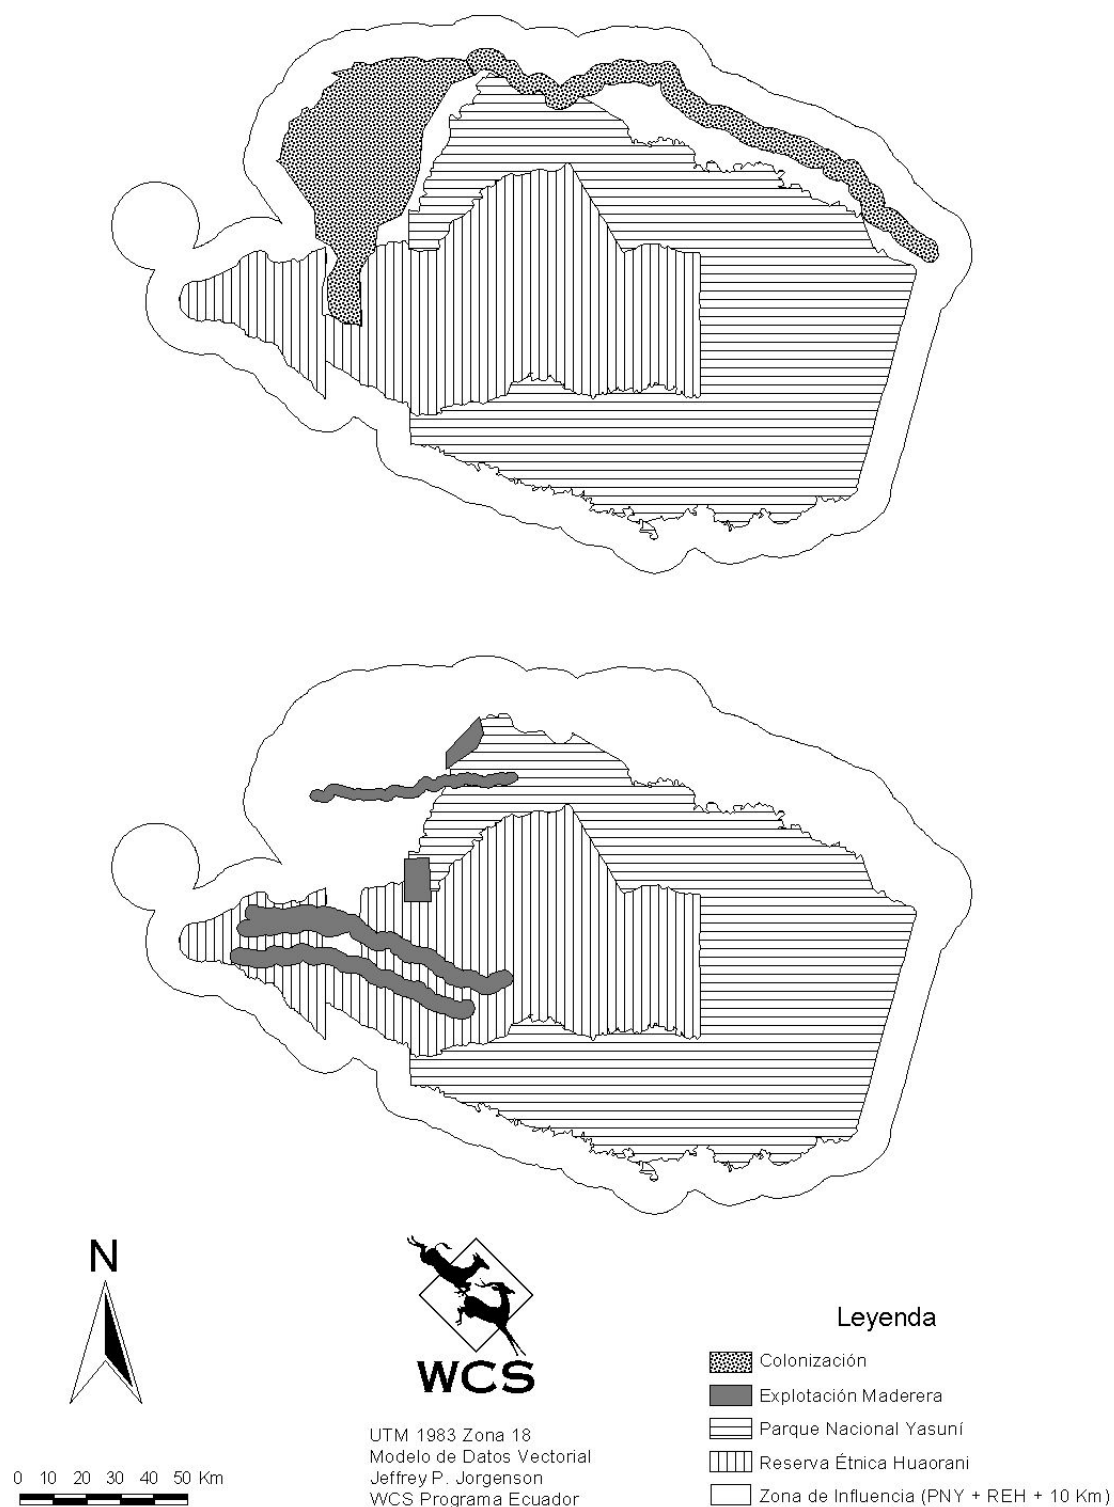 N
0 10 20 30 40 50 Km
WCS
UTM 1983 Zona 18
Modelo de Datos Vectorial
Jeffrey P. Jorgenson
WCS Programa Ecuador
Leyenda
Colonización
Explotación Maderera
Parque Nacional Yasuní
Reserva Étnica Huaorani
Zona de Influencia (PNY + REH + 10 Km)